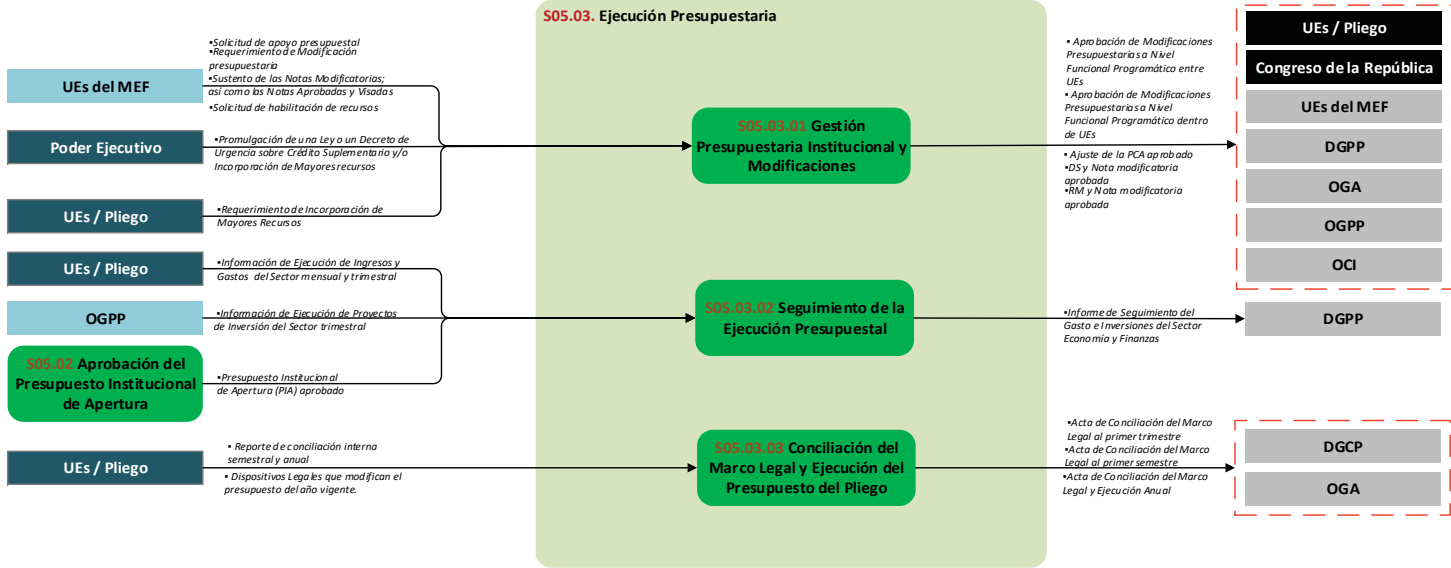 S05.03. Ejecución Presupuestaria
▪Solicitud de apoyo presupuestal
▪Requerimiento de Modificación
presupuestaria
▪Sustento de las Notas Modificatorias;
así como las Notas Aprobadas y Visadas
▪Solicitud de habilitación de recursos
UEs del MEF
Poder Ejecutivo
▪Promulgación de una Ley o un Decreto de
Urgencia sobre Crédito Suplementario y/o
Incorporación de Mayores recursos
UEs / Pliego
▪Requerimiento de Incorporación de
Mayores Recursos
S05.03.01 Gestión
Presupuestaria Institucional y
Modificaciones
▪ Aprobación de Modificaciones
Presupuestarias a Nivel
Funcional Programático entre
UEs
▪ Aprobación de Modificaciones
Presupuestarias a Nivel
Funcional Programático dentro
de UEs
▪ Ajuste de la PCA aprobado
▪DS y Nota modificatoria
aprobada
▪RM y Nota modificatoria
aprobada
UEs / Pliego
Congreso de la República
UEs del MEF
DGPP
OGA
OGPP
OCI
UEs / Pliego
▪Información de Ejecución de Ingresos y
Gastos del Sector mensual y trimestral
OGPP
▪Información de Ejecución de Proyectos
de Inversión del Sector trimestral
S05.02 Aprobación del
Presupuesto Institucional
de Apertura
▪Presupuesto Institucional
de Apertura (PIA) aprobado
S05.03.02 Seguimiento de la
Ejecución Presupuestal
▪Informe de Seguimiento del
Gasto e Inversiones del Sector
Economía y Finanzas
DGPP
UEs / Pliego
▪ Reporte de conciliación interna
semestral y anual
▪ Dispositivos Legales que modifican el
presupuesto del año vigente.
S05.03.03 Conciliación del
Marco Legal y Ejecución del
Presupuesto del Pliego
▪Acta de Conciliación del Marco
Legal al primer trimestre
▪Acta de Conciliación del Marco
Legal al primer semestre
▪Acta de Conciliación del Marco
Legal y Ejecución Anual
DGCP
OGA